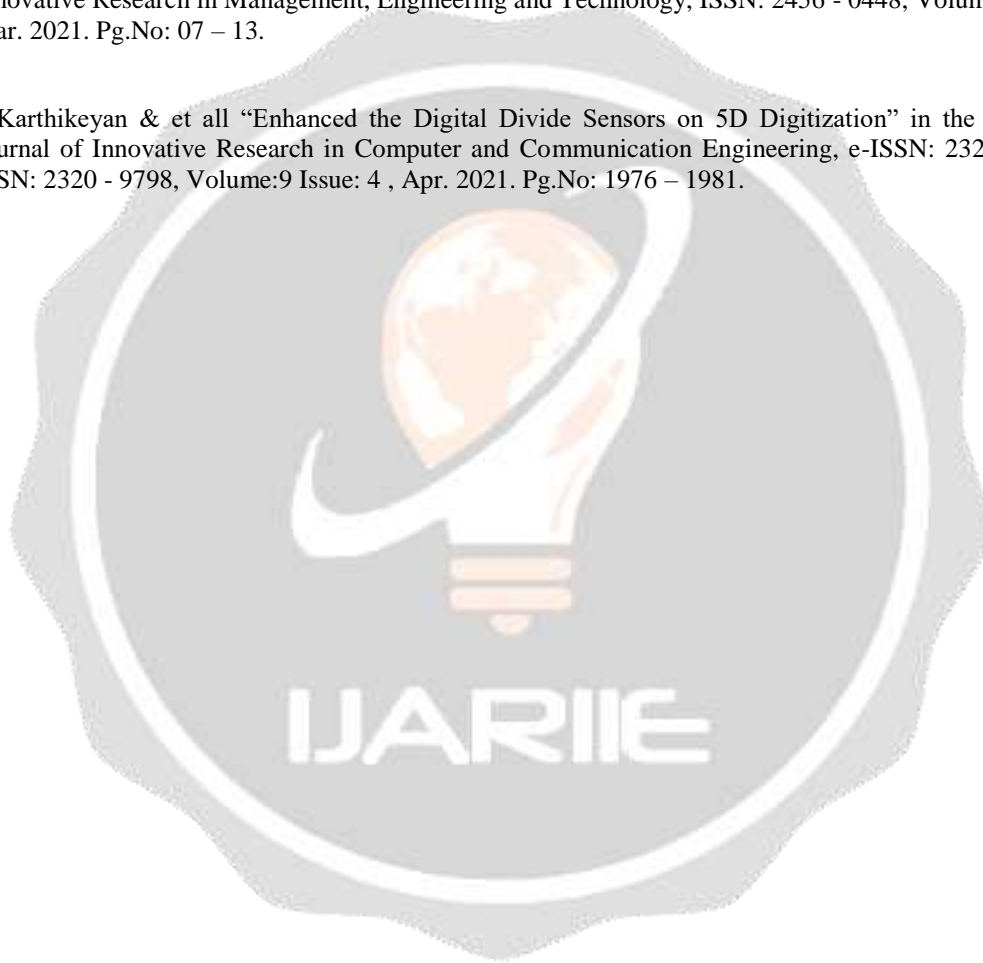 ovative Research in Management, Engineering and Technology, ISSN: 2456 - 0448, Volum
ar. 2021. Pg.No: 07 – 13.
Karthikeyan & et all “Enhanced the Digital Divide Sensors on 5D Digitization” in the
urnal of Innovative Research in Computer and Communication Engineering, e-ISSN: 232
SN: 2320 - 9798, Volume:9 Issue: 4 , Apr. 2021. Pg.No: 1976 – 1981.
IJARIIE